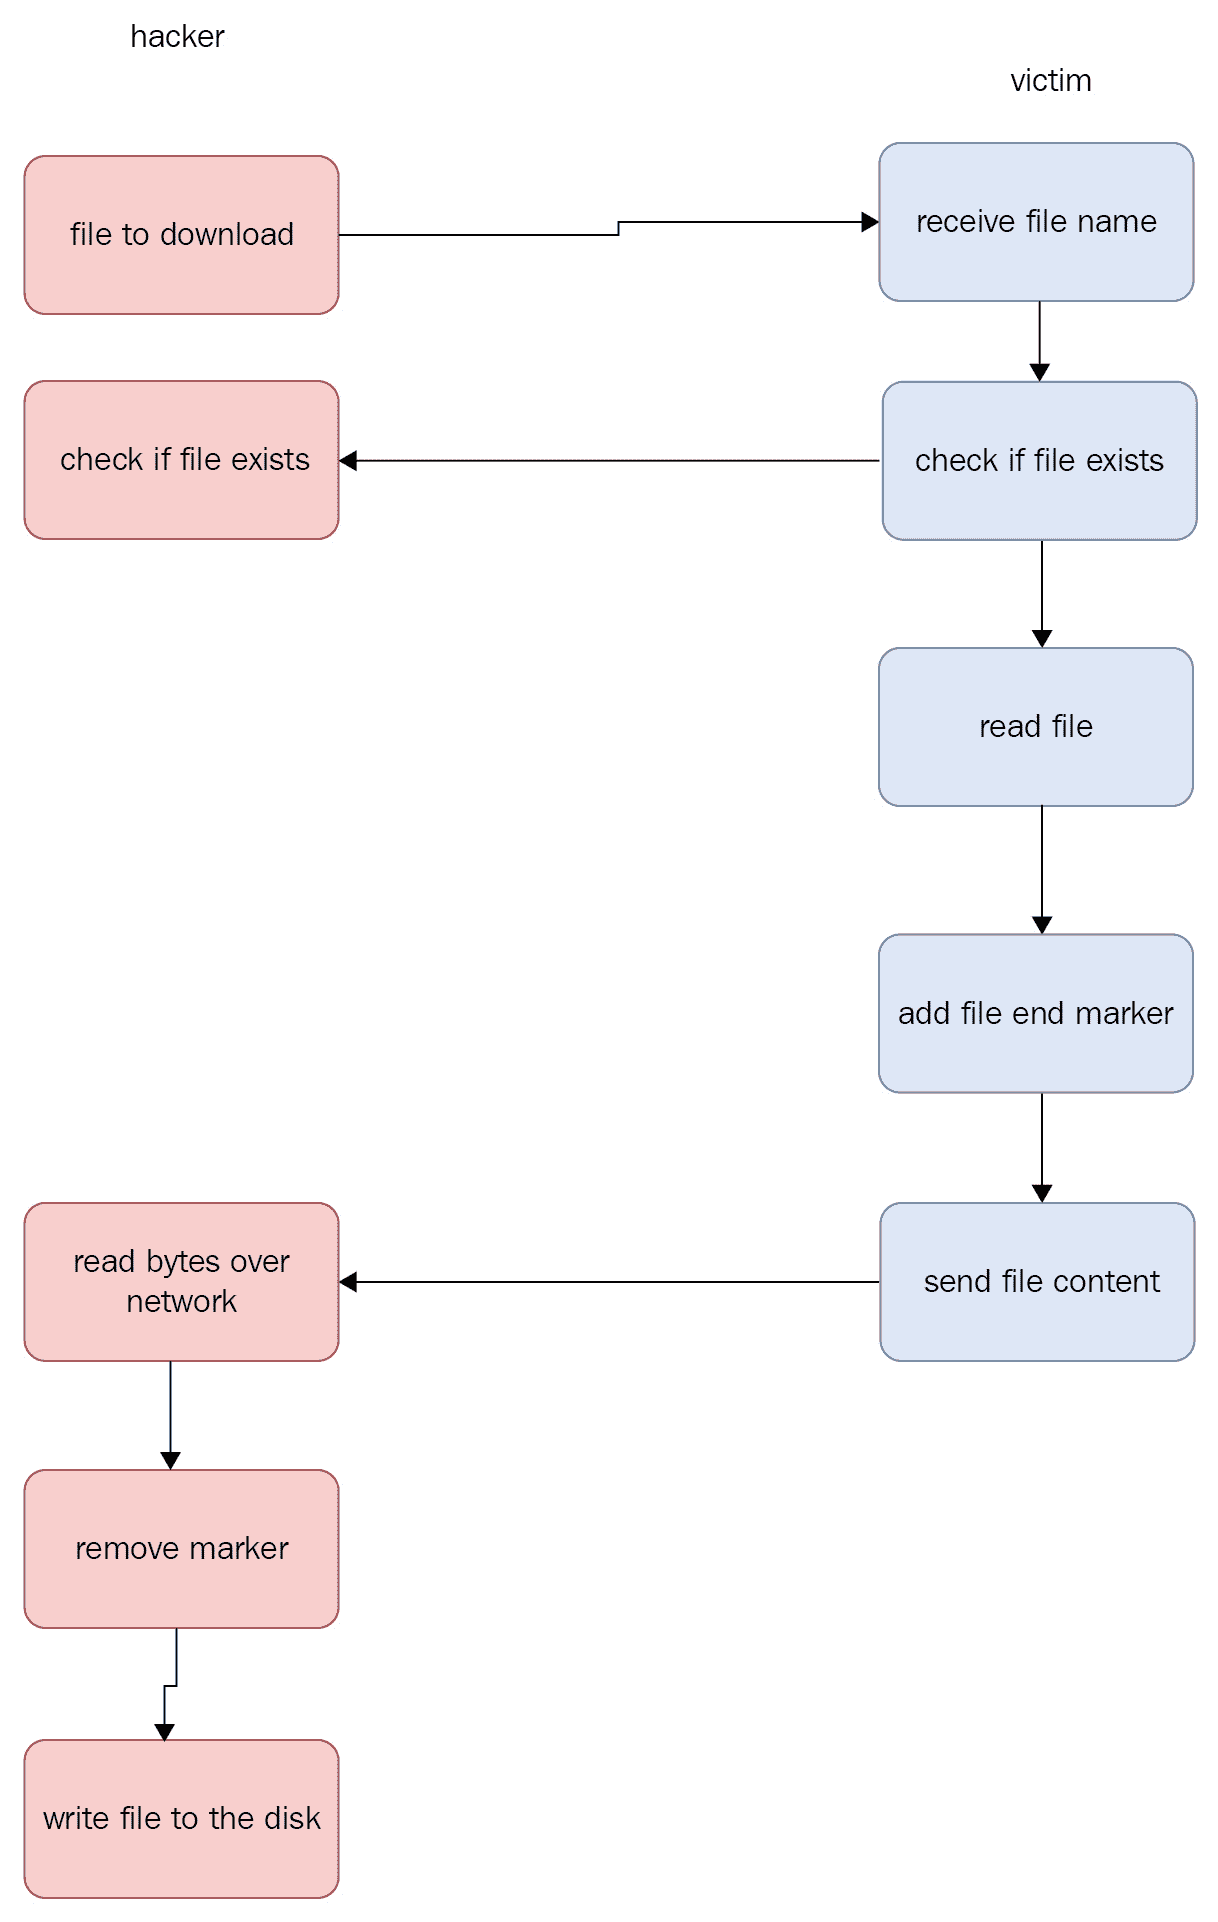 hacker
victim
file to download
receive file name
check if file exists
check if file exists
read file
add file end marker
read bytes over
network
send file content
remove marker
write file to the disk